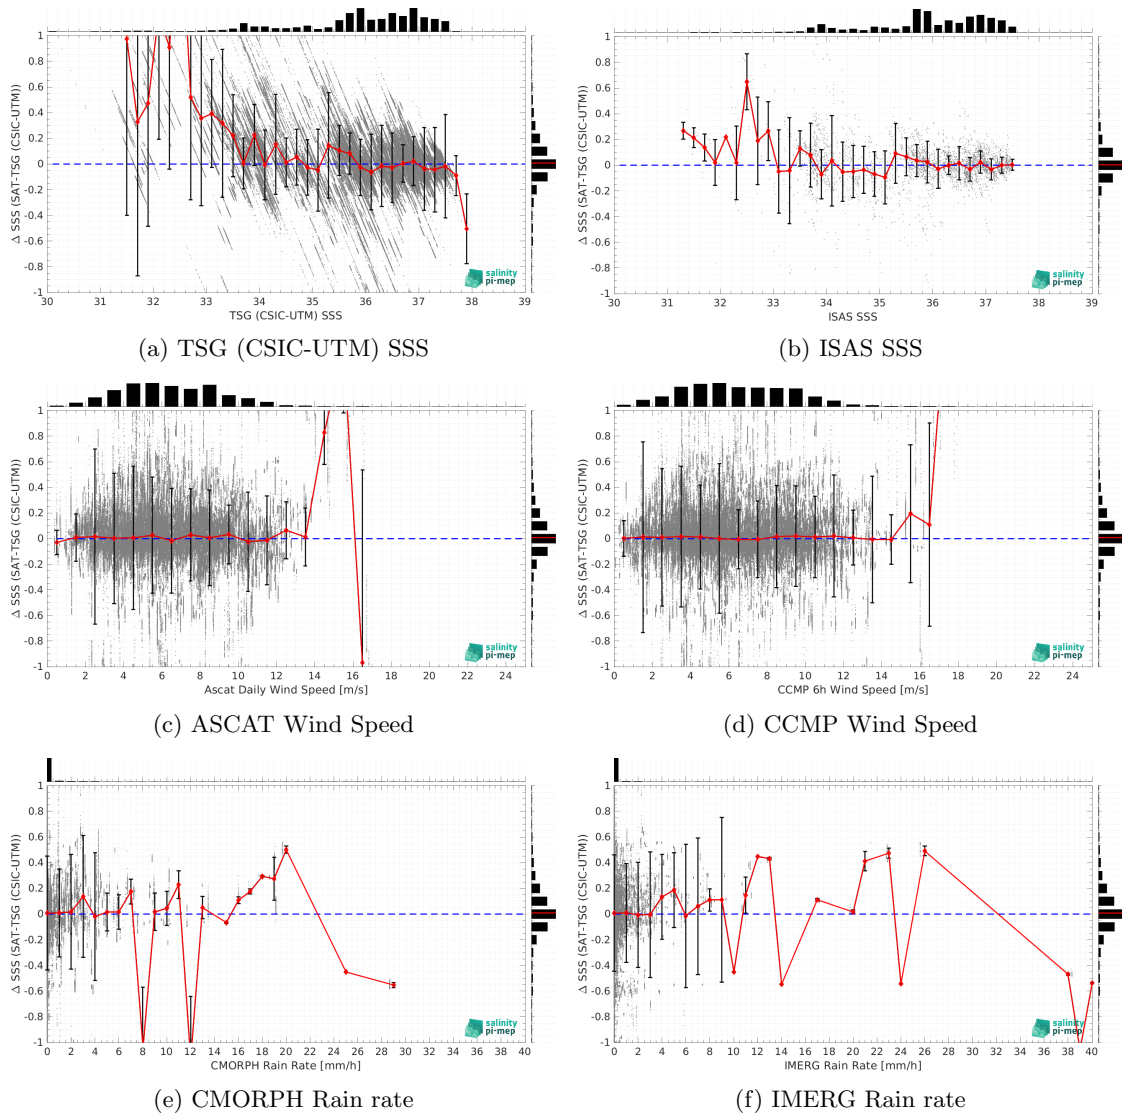 1
0.8
0.6
0.4
0.2
0
-0.2
-0.4
-0.6
-0.8
-1
Δ SSS (SAT-TSG (CSIC-UTM))
salinity
pi-mep
30 31 32 33 34 35 36 37 38 39
TSG (CSIC-UTM) SSS
(a) TSG (CSIC-UTM) SSS
1
0.8
0.6
0.4
0.2
0
-0.2
-0.4
-0.6
-0.8
-1
Δ SSS (SAT-TSG (CSIC-UTM))
salinity
pi-mep
30 31 32 33 34 35 36 37 38 39
ISAS SSS
(b) ISAS SSS
1
0.8
0.6
0.4
0.2
0
-0.2
-0.4
-0.6
-0.8
-1
Δ SSS (SAT-TSG (CSIC-UTM))
salinity
pi-mep
0 2 4 6 8 10 12 14 16 18 20 22 24
Ascat Daily Wind Speed [m/s]
(c) ASCAT Wind Speed
1
0.8
0.6
0.4
0.2
0
-0.2
-0.4
-0.6
-0.8
-1
Δ SSS (SAT-TSG (CSIC-UTM))
salinity
pi-mep
0 2 4 6 8 10 12 14 16 18 20 22 24
CCMP 6h Wind Speed [m/s]
(d) CCMP Wind Speed
1
0.8
0.6
0.4
0.2
0
-0.2
-0.4
-0.6
-0.8
-1
Δ SSS (SAT-TSG (CSIC-UTM))
salinity
pi-mep
0 2 4 6 8 10 12 14 16 18 20 22 24 26 28 30 32 34 36 38 40
CMORPH Rain Rate [mm/h]
(e) CMORPH Rain rate
1
0.8
0.6
0.4
0.2
0
-0.2
-0.4
-0.6
-0.8
-1
Δ SSS (SAT-TSG (CSIC-UTM))
salinity
pi-mep
0 2 4 6 8 10 12 14 16 18 20 22 24 26 28 30 32 34 36 38 40
IMERG Rain Rate [mm/h]
(f) IMERG Rain rate